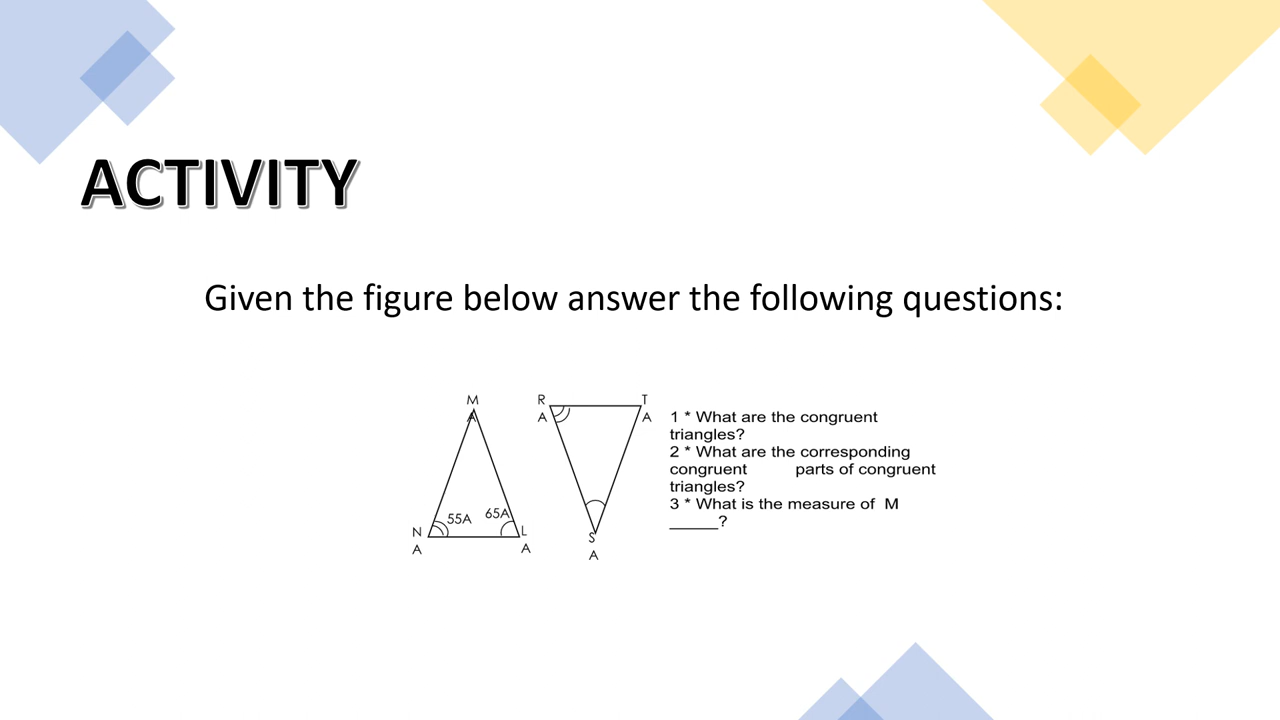 ACTIVITY
Given the figure below answer the following questions:
M
A
N
A
55A
65A
L
A
R
A
T
A
S
A
1 * What are the congruent
triangles?
2 * What are the corresponding
congruent parts of congruent
triangles?
3 * What is the measure of M
_____?